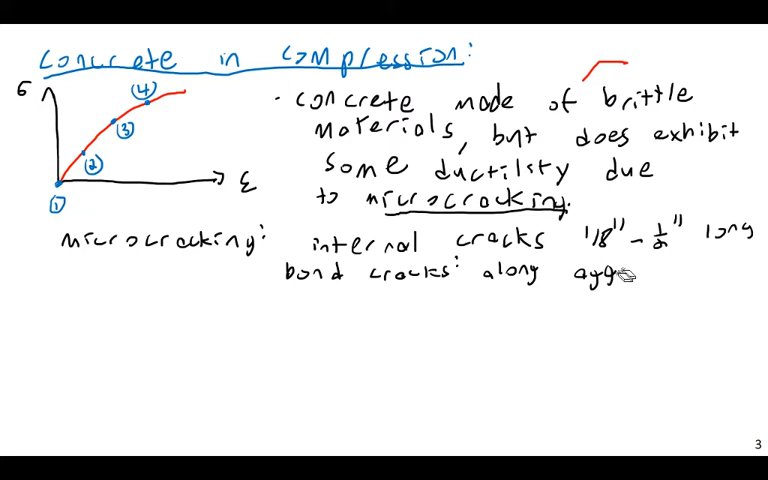 concrete in compression:
σ
(4)
(3)
(2)
(1)
ε
· concrete made of brittle
materials, but does exhibit
some ductility due
to microcracking.
microcracking: internal cracks 1/8" - 1/2" long
bond cracks: along agg
3